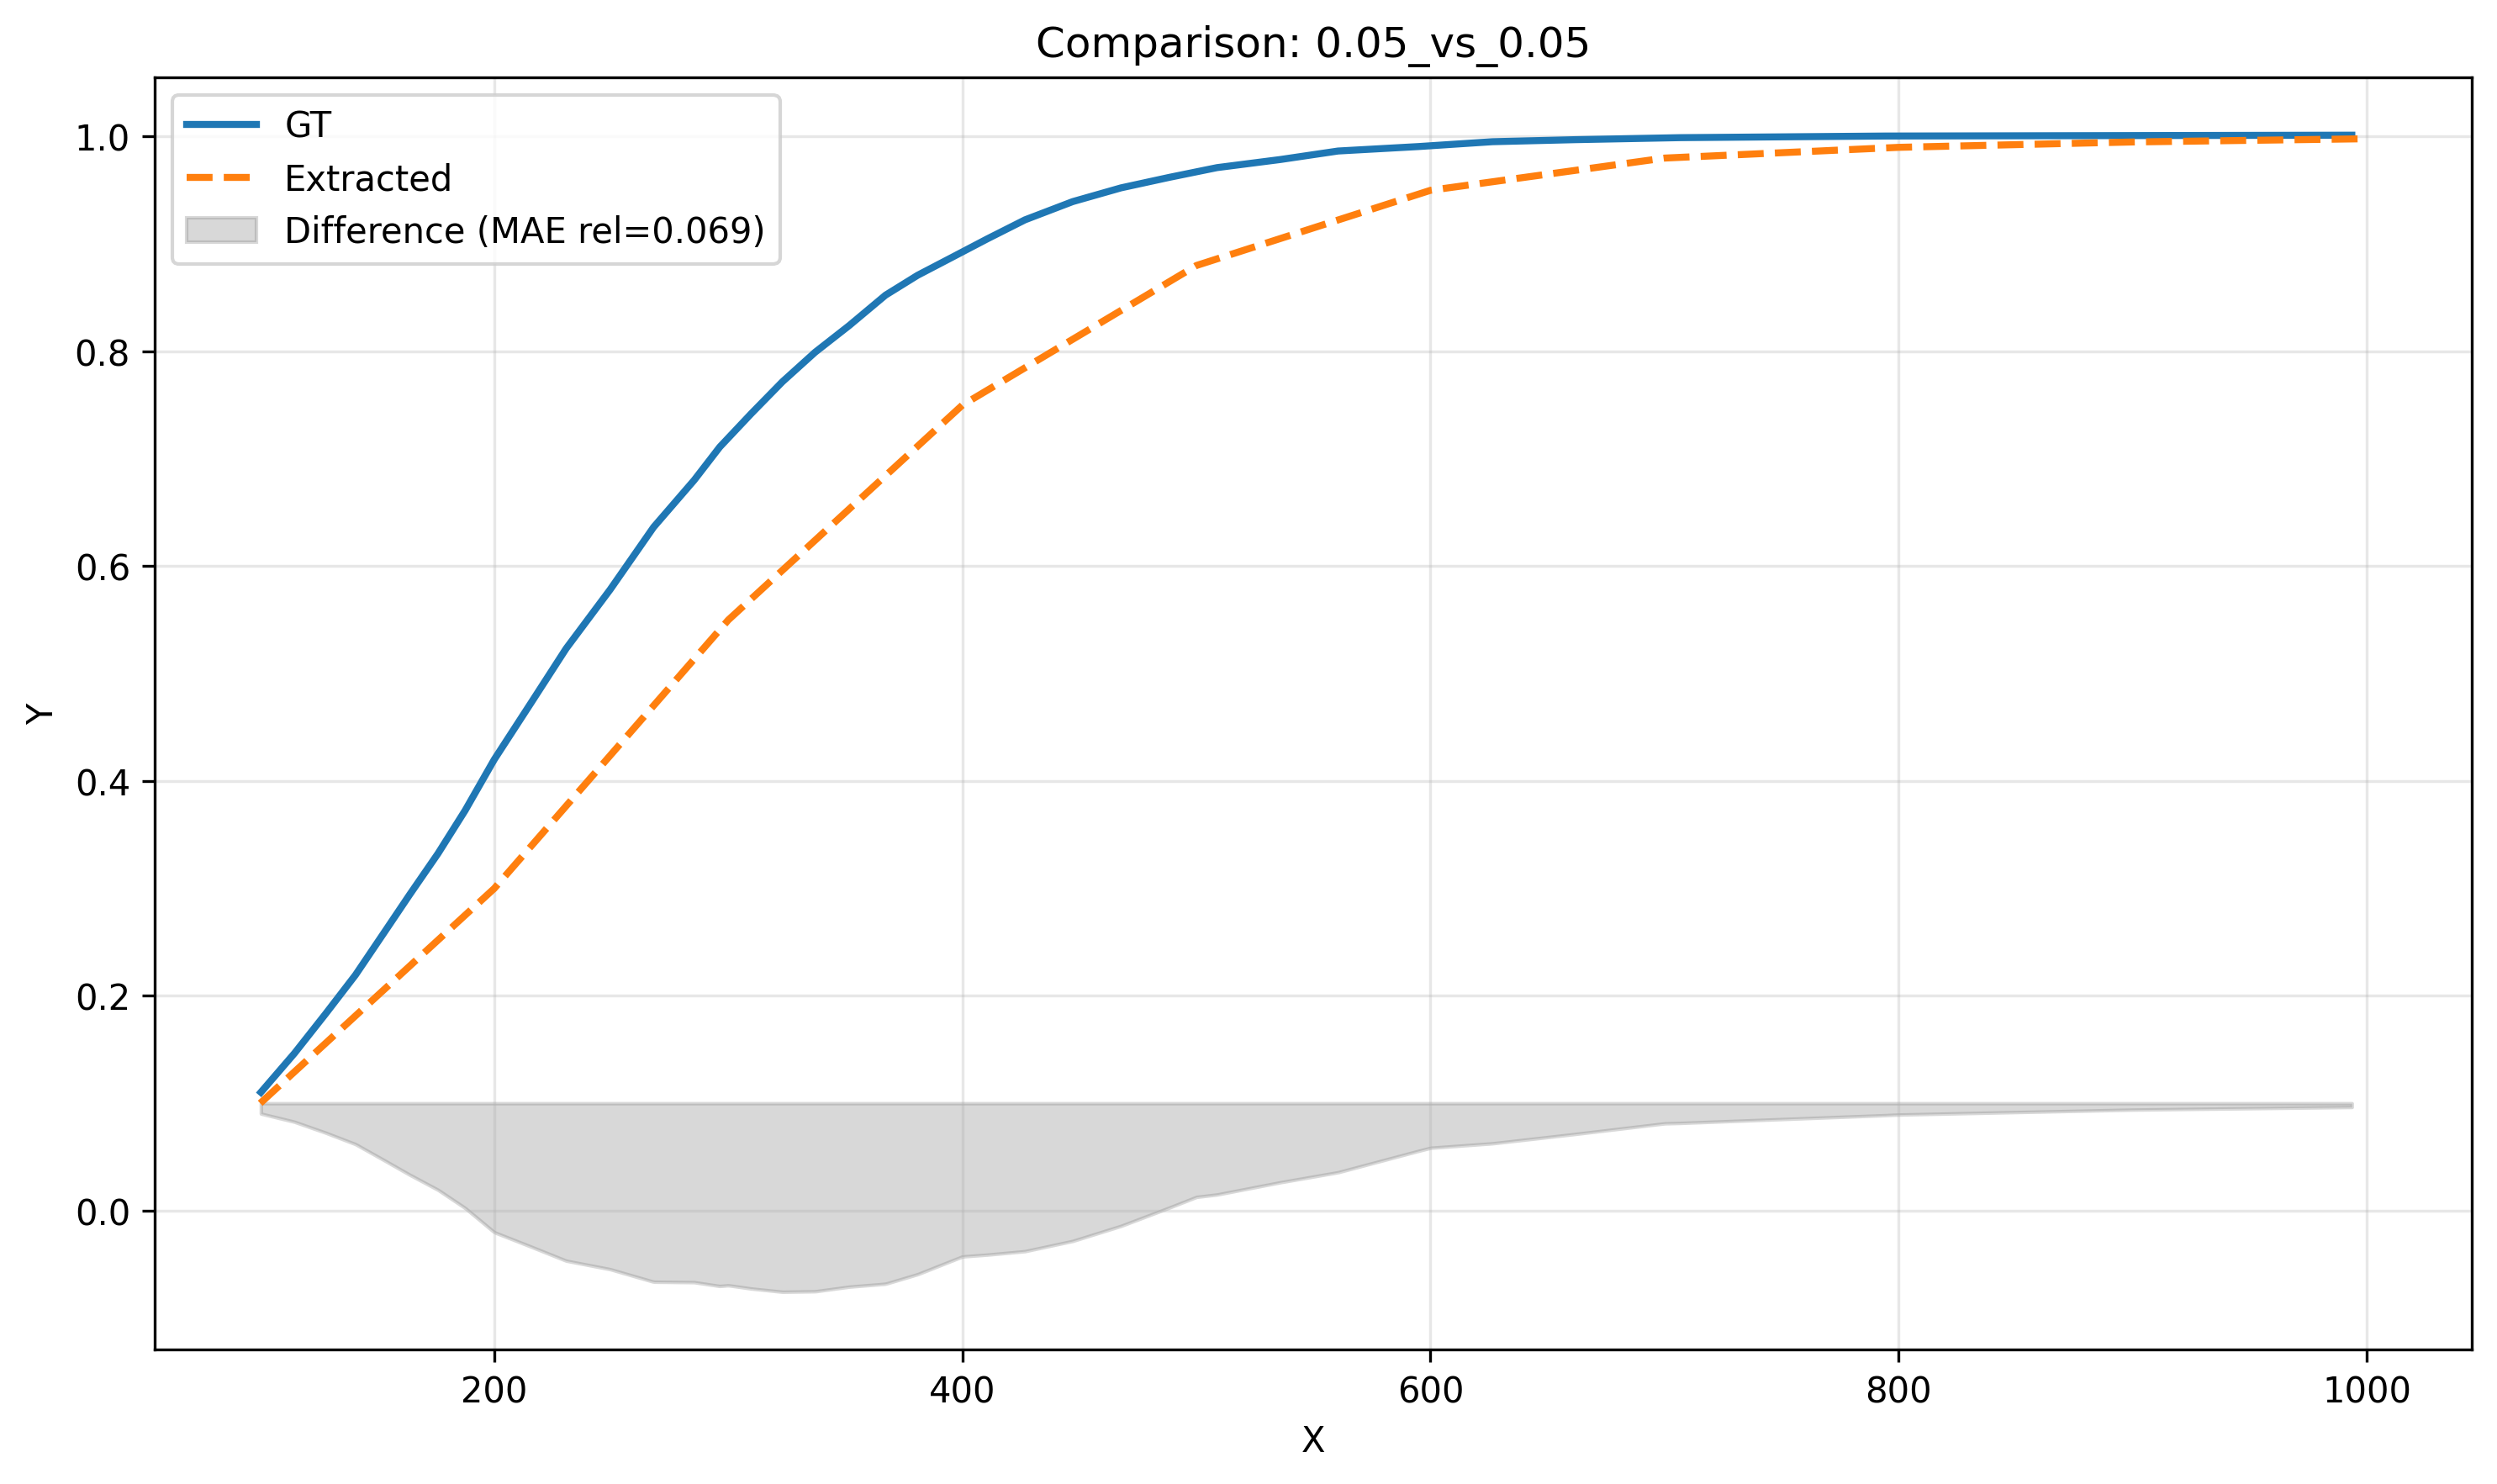 Comparison: 0.05_vs_0.05
GT
Extracted
Difference (MAE rel=0.069)
Y
1.0
0.8
0.6
0.4
0.2
0.0
200 400 600 800 1000
X